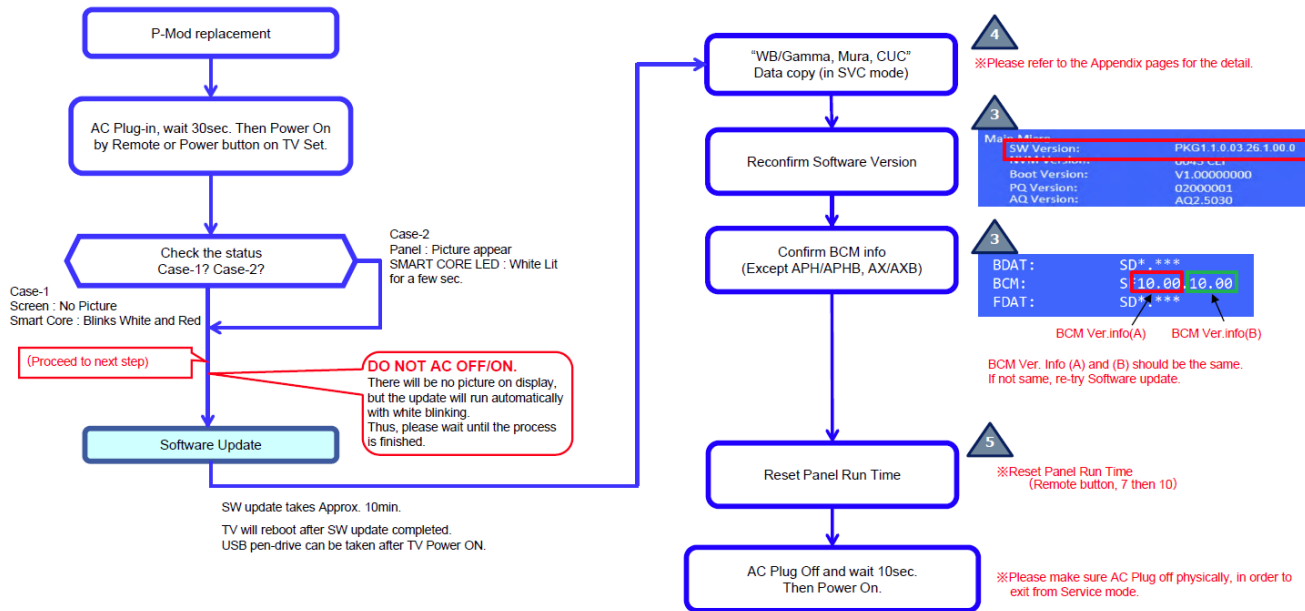 P-Mod replacement
AC Plug-in, wait 30sec. Then Power On
by Remote or Power button on TV Set.
Check the status
Case-1? Case-2?
Case-2
Panel : Picture appear
SMART CORE LED : White Lit
for a few sec.
Case-1
Screen : No Picture
Smart Core : Blinks White and Red
(Proceed to next step)
DO NOT AC OFF/ON.
There will be no picture on display,
but the update will run automatically
with white blinking.
Thus, please wait until the process
is finished.
Software Update
SW update takes Approx. 10min.
TV will reboot after SW update completed.
USB pen-drive can be taken after TV Power ON.
"WB/Gamma, Mura, CUC"
Data copy (in SVC mode)
4
※Please refer to the Appendix pages for the detail.
Reconfirm Software Version
3
Main Micro
SW Version: PKG1.1.0.03.26.1.00.0
Boot Version: V1.00000000
PQ Version: 02000001
AQ Version: AQ2.5030
Confirm BCM info
(Except APH/APHB, AX/AXB)
3
BDAT: SD*.***
BCM: S*10.00.10.00
FDAT: SD*.***
BCM Ver.info(A) BCM Ver.info(B)
BCM Ver. Info (A) and (B) should be the same.
If not same, re-try Software update.
Reset Panel Run Time
5
※Reset Panel Run Time
(Remote button, 7 then 10)
AC Plug Off and wait 10sec.
Then Power On.
※Please make sure AC Plug off physically, in order to
exit from Service mode.